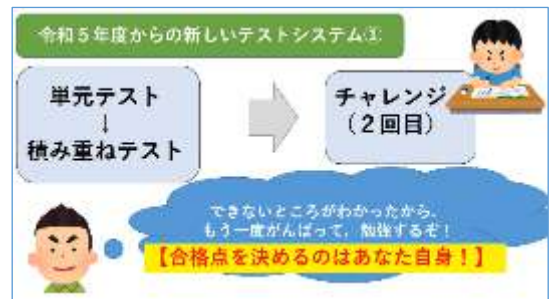 令和５年度からの新しいテストシステム③
単元テスト
↓
積み重ねテスト
チャレンジ
（２回目）
できないところがわかったから、
もう一度がんばって、勉強するぞ！
【合格点を決めるのはあなた自身！】